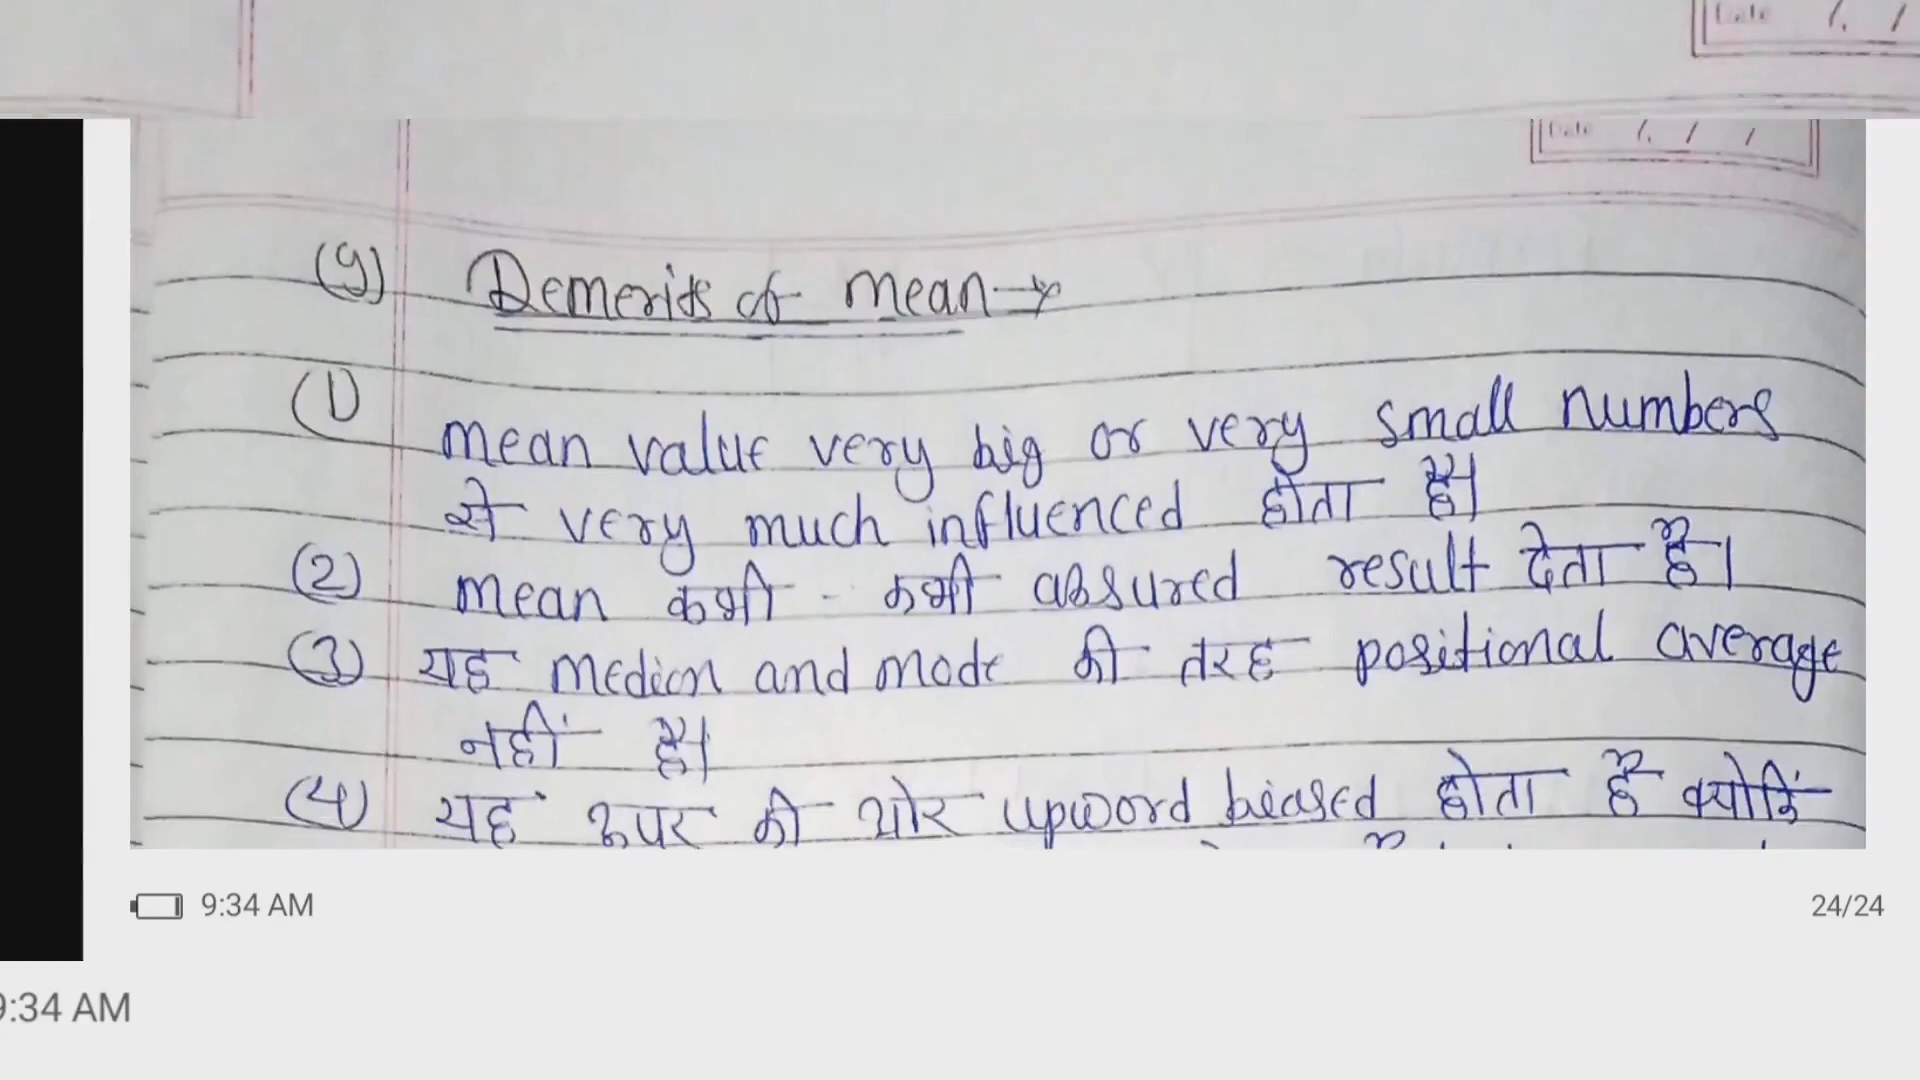 Date / /
Date / / /
(9) Demerits of mean →
(1) mean value very big or very small numbers
से very much influenced होता है।
(2) mean कभी - कभी absured result देता है।
(3) यह median and mode की तरह positional average
नहीं है।
(4) यह ऊपर की ओर upword biased होता है क्योंकि
9:34 AM
24/24
9:34 AM